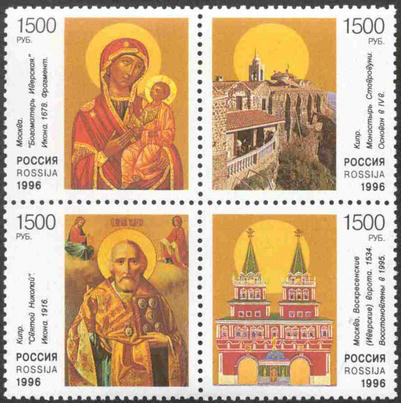 1500
РУБ.
Москва.
"Богоматерь Иверская".
Икона. 1678. Фрагмент.
РОССИЯ
ROSSIJA
1996
1500
РУБ.
Кипр.
Монастырь Ставровуни.
Основан в IV в.
РОССИЯ
ROSSIJA
1996
1500
РУБ.
Кипр.
"Святой Николай".
Икона. 1916.
РОССИЯ
ROSSIJA
1996
1500
РУБ.
Москва. Воскресенские
(Иверские) ворота. 1534.
Восстановлены в 1995.
РОССИЯ
ROSSIJA
1996